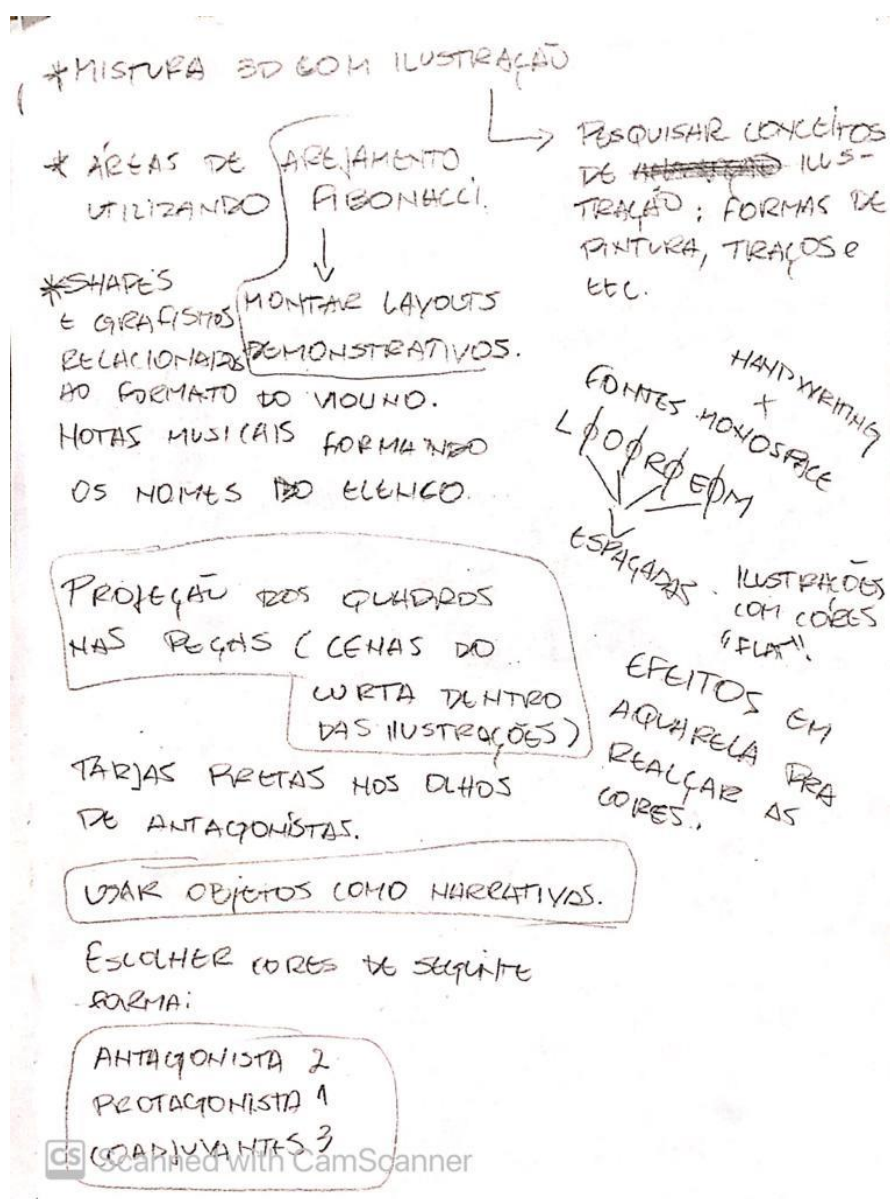 *MISTURA 3D COM ILUSTRAÇÃO
PESQUISAR CONCEITOS
DE ILUS-
TRAÇÃO; FORMAS DE
PINTURA, TRAÇOS e
ETC.
* ÁREAS DE AREJAMENTO
UTILIZANDO FIBONACCI.
MONTAR LAYOUTS
DEMONSTRATIVOS.
*SHAPES
E GRAFISMOS
RELACIONADOS
AO FORMATO DO VIOLINO.
NOTAS MUSICAIS FORMANDO
OS NOMES DO ELENCO.
HANDWRITING
+
FONTES MONOSPACE
ESPAÇADAS.
ILUSTRAÇÕES
COM CORES
"FLAT".
EFEITOS EM
AQUARELA PRA
REALÇAR AS
CORES.
PROJEÇÃO DOS QUADROS
NAS PEÇAS (CENAS DO
CURTA DENTRO
DAS ILUSTRAÇÕES)
TARJAS PRETAS NOS OLHOS
DE ANTAGONISTAS.
USAR OBJETOS COMO NARRATIVAS.
ESCOLHER CORES DE SEGUINTE
FORMA:
ANTAGONISTA 2
PROTAGONISTA 1
COADJUVANTES 3
CS Scanned with CamScanner